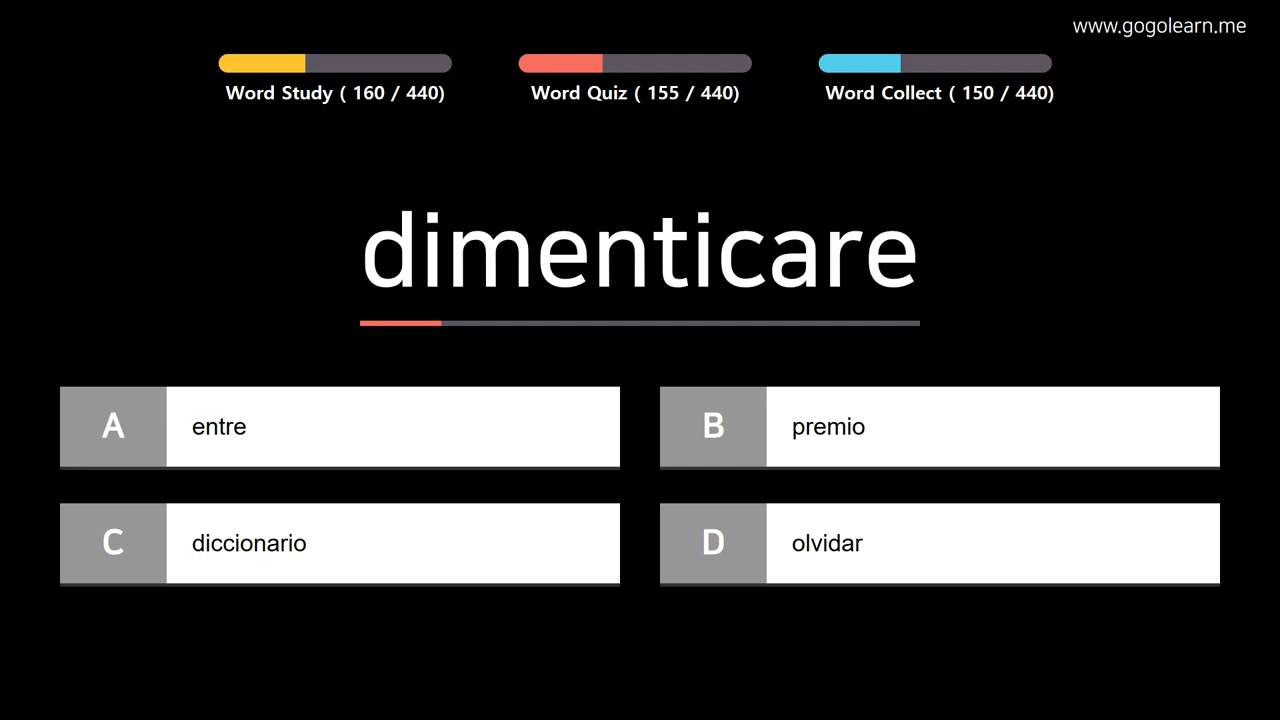 www.gogolearn.me
Word Study ( 160 / 440)
Word Quiz ( 155 / 440)
Word Collect ( 150 / 440)
dimenticare
A entre
B premio
C diccionario
D olvidar